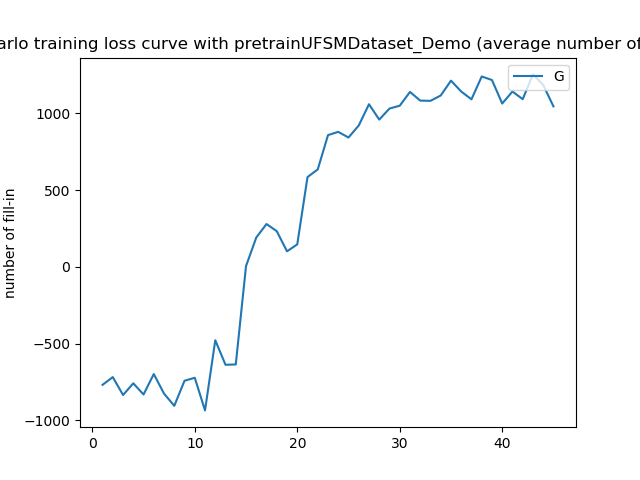 arlo training loss curve with pretrainUFSMDataset_Demo (average number of
G
1000
500
0
−500
−1000
number of fill-in
0 10 20 30 40